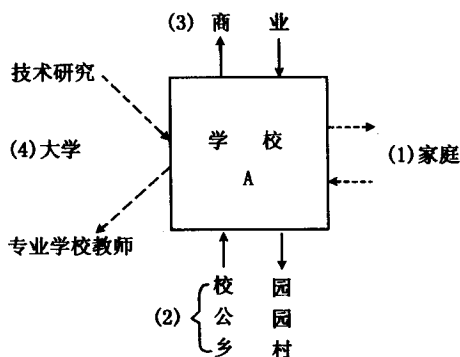 (3) 商 业
技术研究
学 校
(4)大学
(1)家庭
A
专业学校教师
校 园
(2) 公 园
乡 村